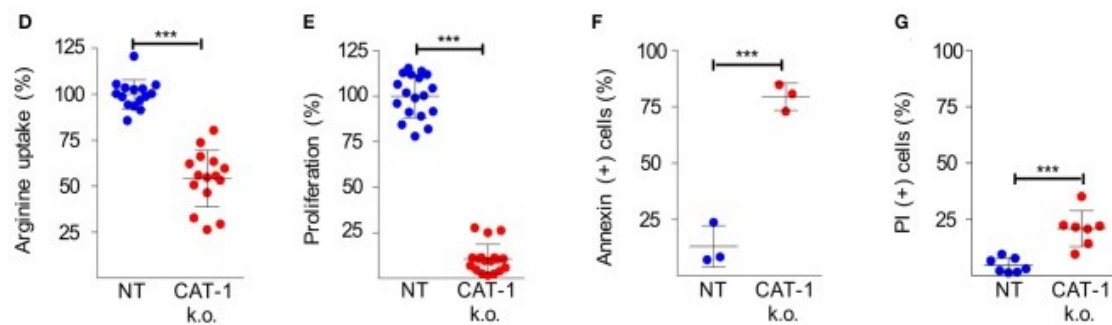 D
Arginine uptake (%)
125
100
75
50
25
***
NT
CAT-1
k.o.
E
Proliferation (%)
125
100
75
50
25
***
NT
CAT-1
k.o.
F
Annexin (+) cells (%)
100
75
50
25
***
NT
CAT-1
k.o.
G
PI (+) cells (%)
100
75
50
25
***
NT
CAT-1
k.o.